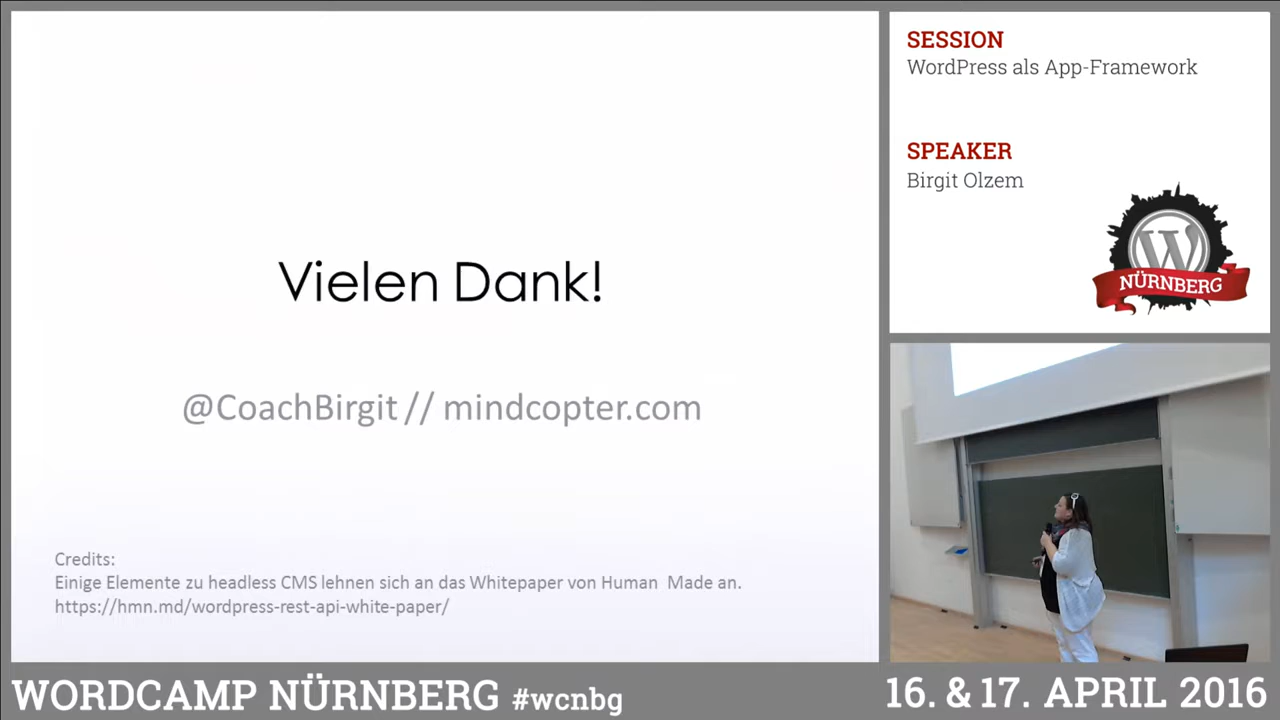 Vielen Dank!
@CoachBirgit // mindcopter.com
Credits:
Einige Elemente zu headless CMS lehnen sich an das Whitepaper von Human Made an.
https://hmn.md/wordpress-rest-api-white-paper/
SESSION
WordPress als App-Framework
SPEAKER
Birgit Olzem
W
NÜRNBERG
WORDCAMP NÜRNBERG #wcnbg
16. & 17. APRIL 2016